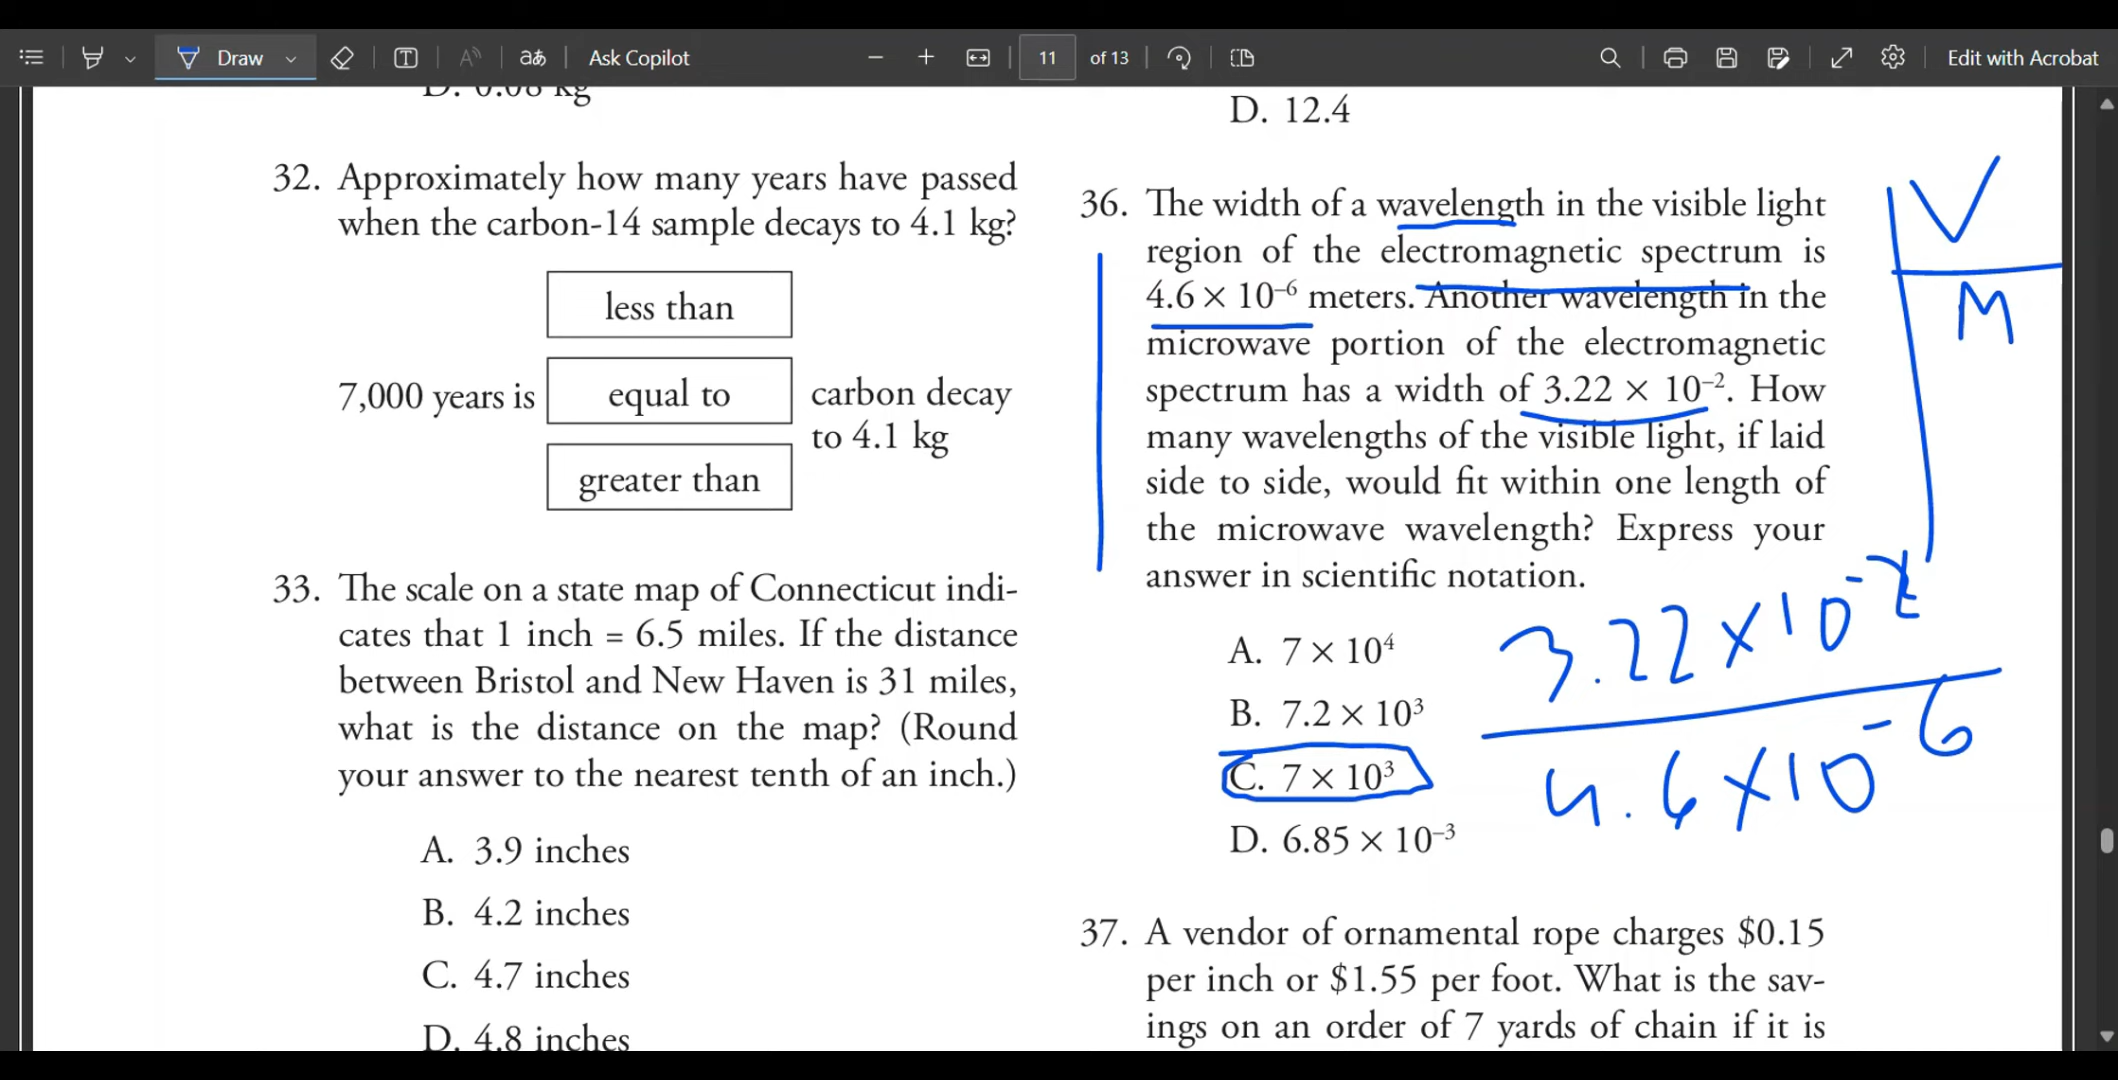 Draw
T
A
aあ
Ask Copilot
11
of 13
Edit with Acrobat
D. 0.08 kg
32. Approximately how many years have passed
when the carbon-14 sample decays to 4.1 kg?
less than
7,000 years is
equal to
carbon decay
to 4.1 kg
greater than
33. The scale on a state map of Connecticut indi-
cates that 1 inch = 6.5 miles. If the distance
between Bristol and New Haven is 31 miles,
what is the distance on the map? (Round
your answer to the nearest tenth of an inch.)
A. 3.9 inches
B. 4.2 inches
C. 4.7 inches
D. 4.8 inches
D. 12.4
36. The width of a wavelength in the visible light
region of the electromagnetic spectrum is
4.6 × 10⁻⁶ meters. Another wavelength in the
microwave portion of the electromagnetic
spectrum has a width of 3.22 × 10⁻². How
many wavelengths of the visible light, if laid
side to side, would fit within one length of
the microwave wavelength? Express your
answer in scientific notation.
V
M
A. 7 × 10⁴
B. 7.2 × 10³
C. 7 × 10³
D. 6.85 × 10⁻³
3.22 × 10⁻²
4.6 × 10⁻⁶
37. A vendor of ornamental rope charges $0.15
per inch or $1.55 per foot. What is the sav-
ings on an order of 7 yards of chain if it is